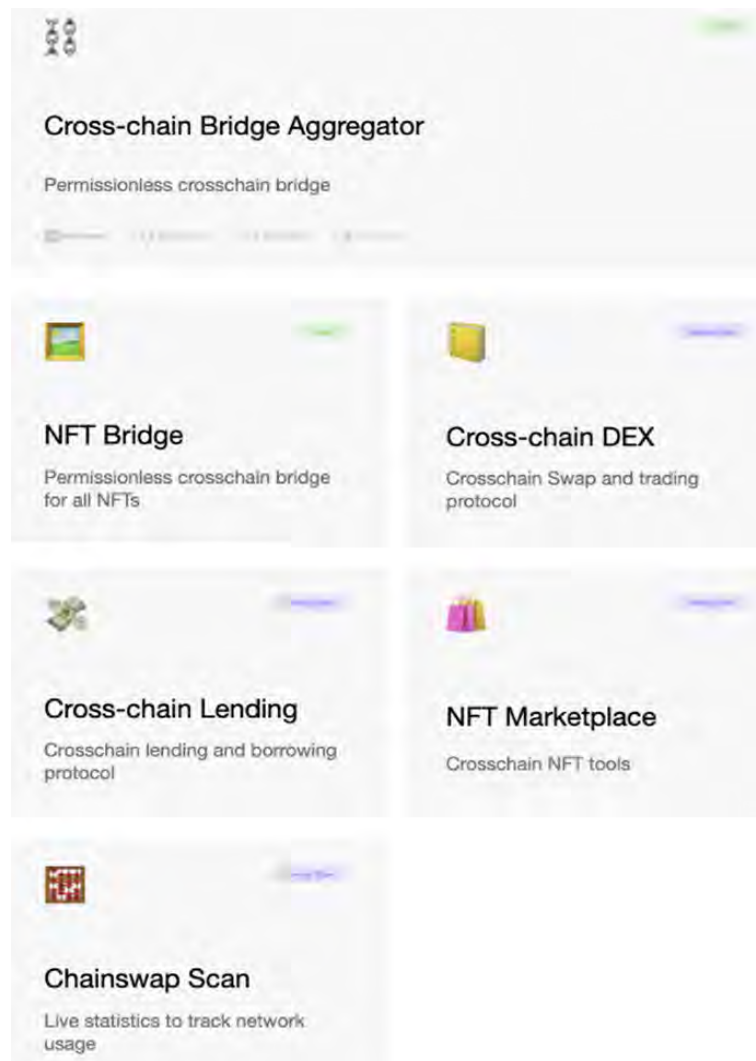 Cross-chain Bridge Aggregator
Permissionless crosschain bridge
NFT Bridge
Permissionless crosschain bridge
for all NFTs
Cross-chain DEX
Crosschain Swap and trading
protocol
Cross-chain Lending
Crosschain lending and borrowing
protocol
NFT Marketplace
Crosschain NFT tools
Chainswap Scan
Live statistics to track network
usage